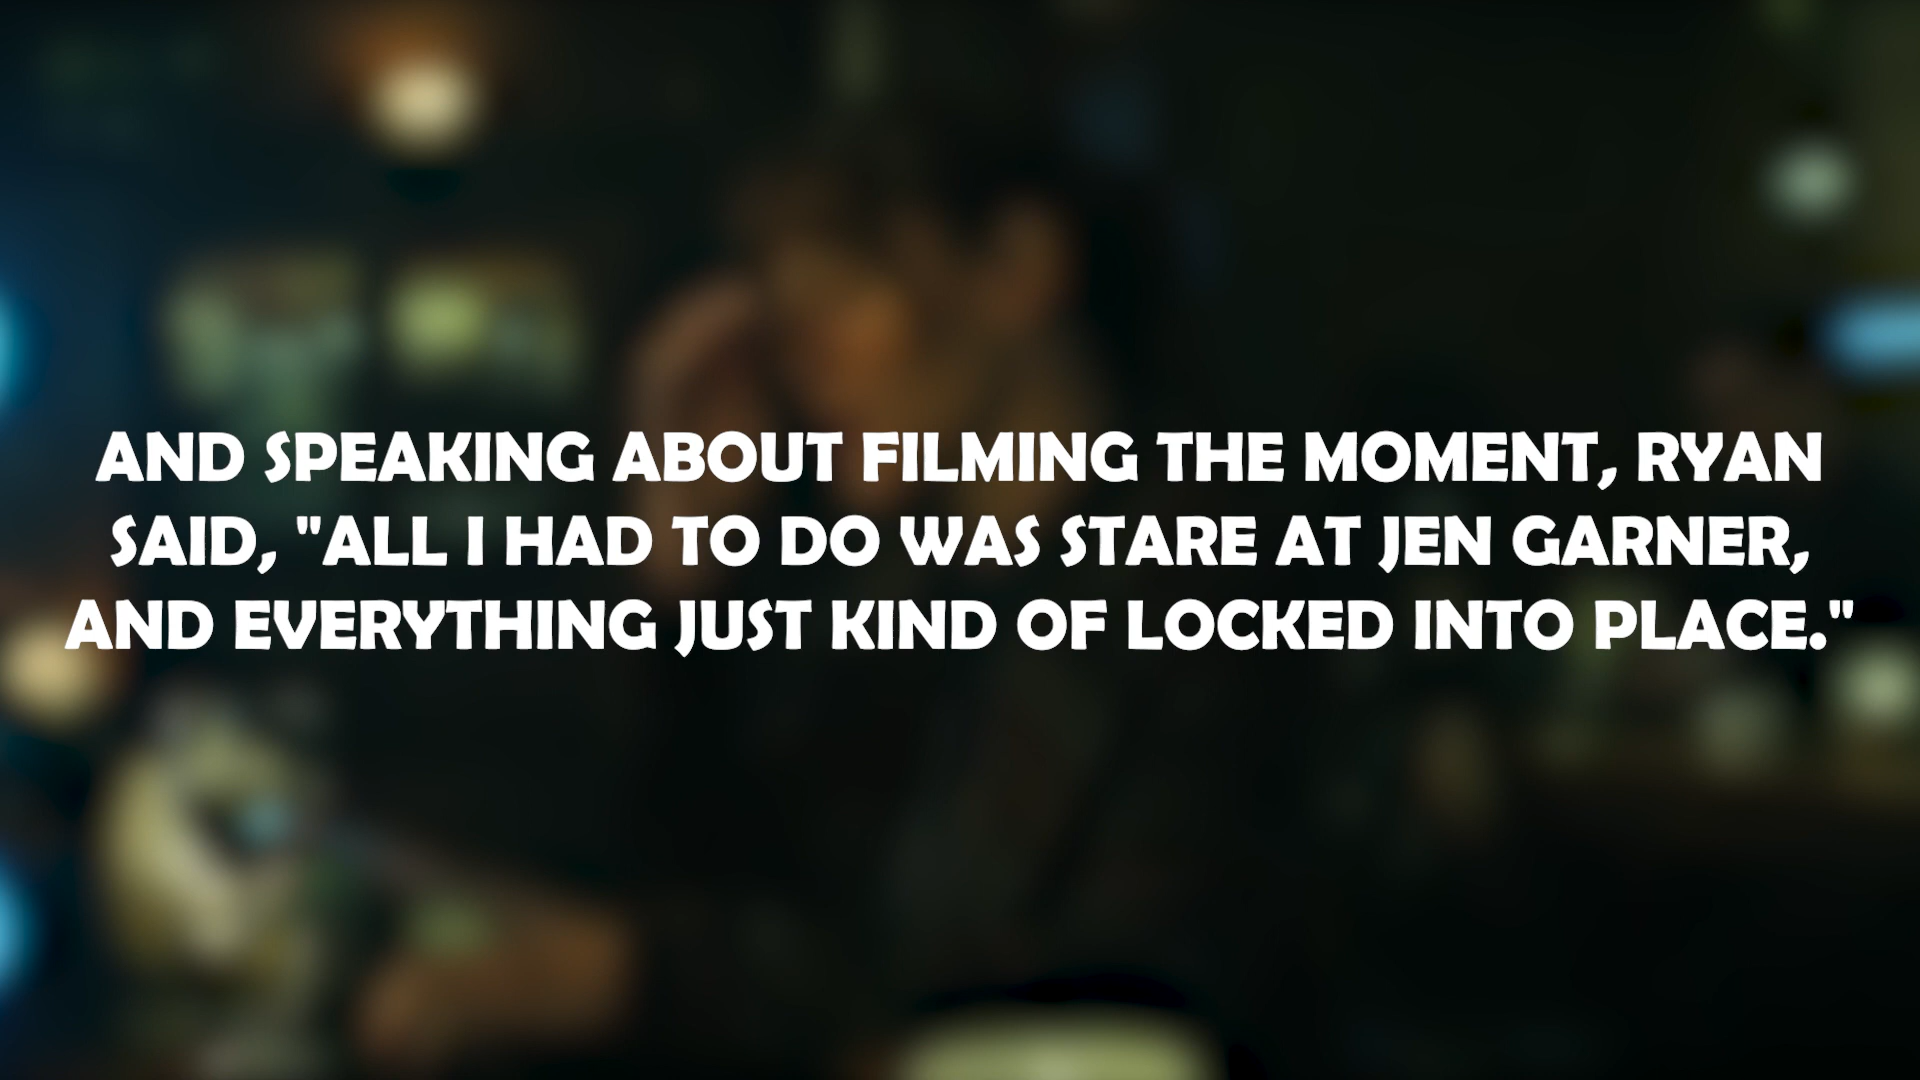 AND SPEAKING ABOUT FILMING THE MOMENT, RYAN
SAID, "ALL I HAD TO DO WAS STARE AT JEN GARNER,
AND EVERYTHING JUST KIND OF LOCKED INTO PLACE."